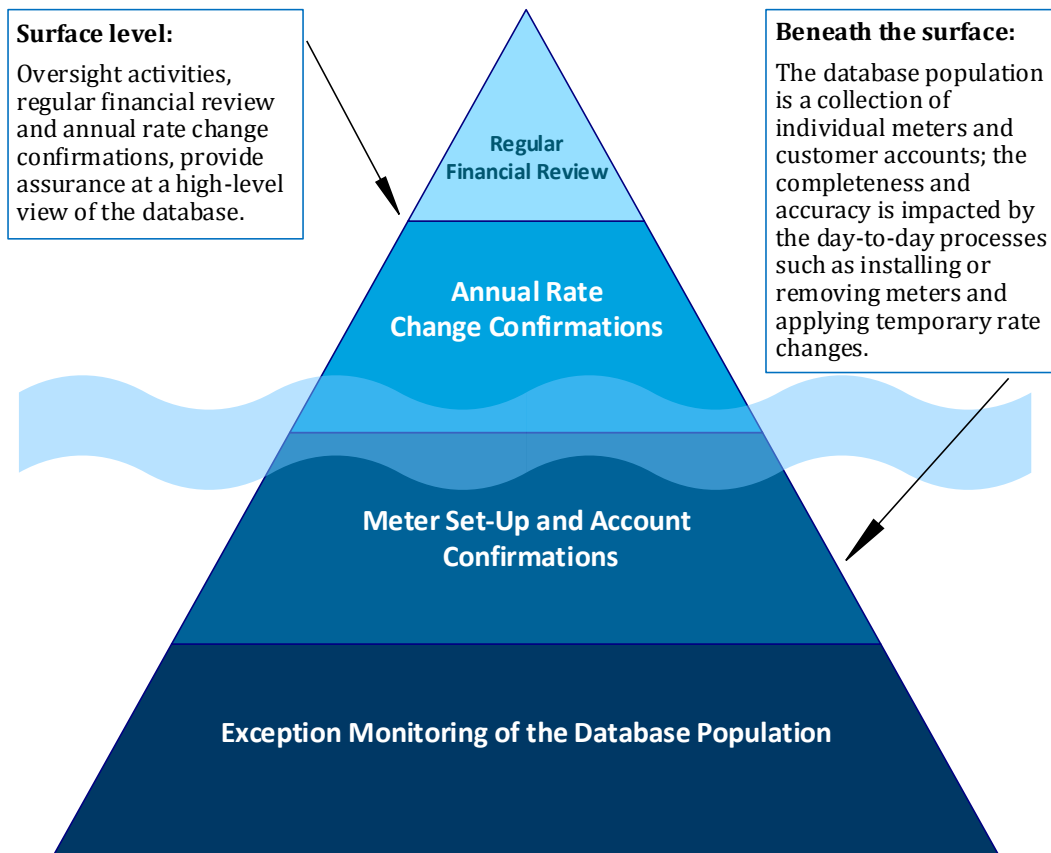 Surface level:
Oversight activities,
regular financial review
and annual rate change
confirmations, provide
assurance at a high-level
view of the database.
Beneath the surface:
The database population
is a collection of
individual meters and
customer accounts; the
completeness and
accuracy is impacted by
the day-to-day processes
such as installing or
removing meters and
applying temporary rate
changes.
Regular
Financial Review
Annual Rate
Change Confirmations
Meter Set-Up and Account
Confirmations
Exception Monitoring of the Database Population